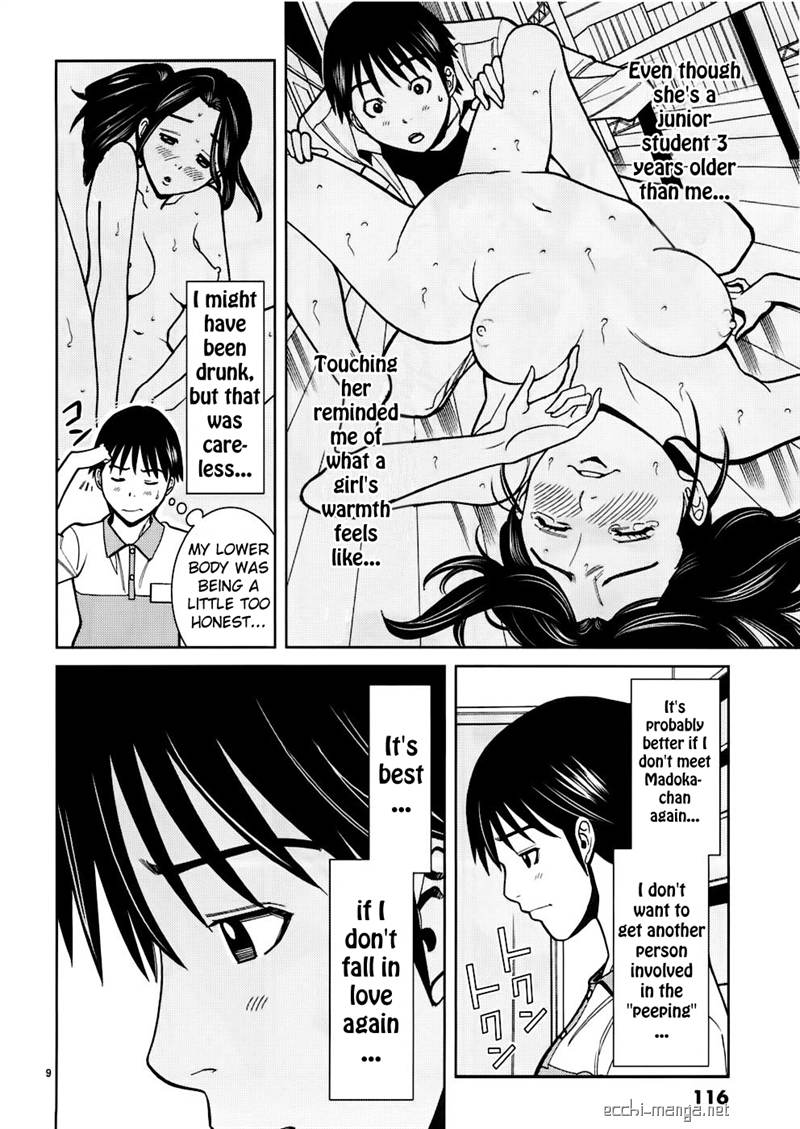 Even though
she's a
junior
student 3
years older
than me...
Touching
her
reminded
me of
what a
girl's
warmth
feels
like...
I might
have
been
drunk,
but that
was
care-
less...
MY LOWER
BODY WAS
BEING A
LITTLE TOO
HONEST...
It's
probably
better if I
don't meet
Madoka-
chan
again...
I don't
want to
get another
person
involved
in the
"peeping"
...
トントン
クン
It's
best
...
if I
don't
fall in
love
again
...
9
116
ecchi-manga.net